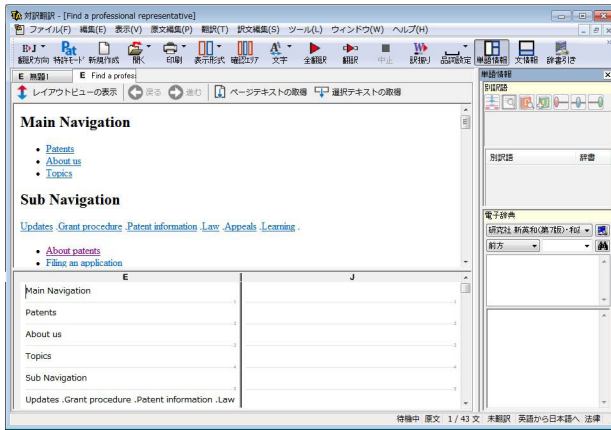 対訳翻訳 - [Find a professional representative]
ファイル(F) 編集(E) 表示(V) 原文編集(P) 翻訳(T) 訳文編集(S) ツール(L) ウィンドウ(W) ヘルプ(H)
E▸J Pat A W
翻訳方向 特許モード 新規作成 開く 印刷 表示形式 確認エリア 文字 全翻訳 翻訳 中止 訳振り 品詞設定 単語情報 文情報 辞書引き
E 無題1 E Find a profess
レイアウトビューの表示 戻る 進む ページテキストの取得 選択テキストの取得
Main Navigation
Patents
About us
Topics
Sub Navigation
Updates .Grant procedure .Patent information .Law .Appeals .Learning .
About patents
Filing an application
E J
Main Navigation
Patents
About us
Topics
Sub Navigation
Updates .Grant procedure .Patent information .Law
単語情報
別訳語
別訳語 辞書
電子辞典
研究社 新英和(第7版)・和
前方
待機中 原文 1 / 43 文 未翻訳 英語から日本語へ 法律